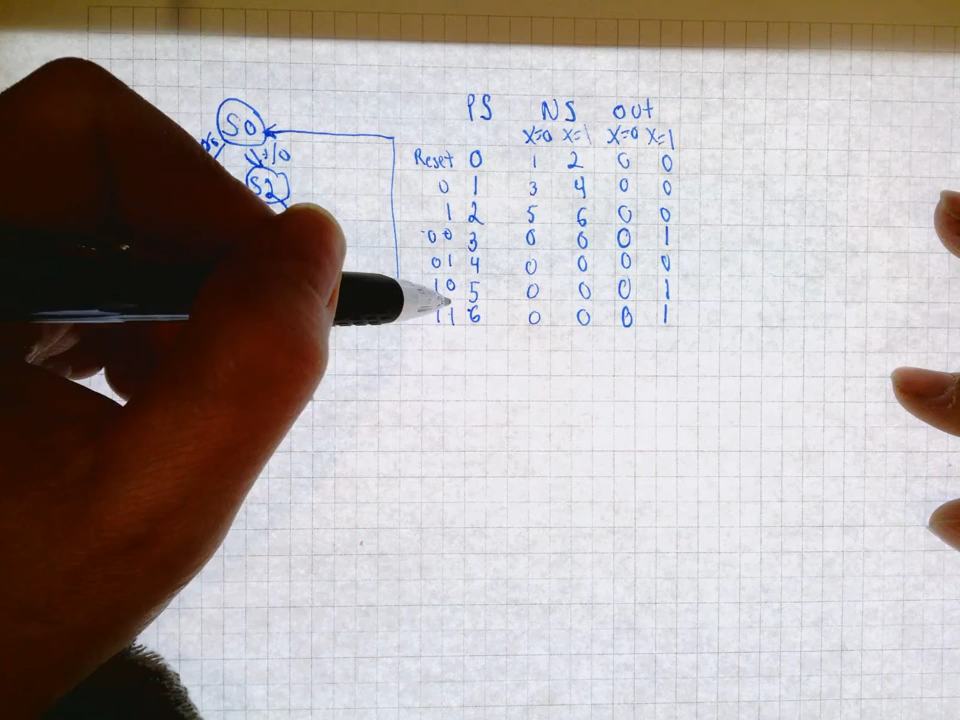 S0
1/0
S2
PS NS out
x=0 x=1 x=0 x=1
Reset 0 1 2 0 0
0 1 3 4 0 0
1 2 5 6 0 0
00 3 0 0 0 1
01 4 0 0 0 0
10 5 0 0 0 1
11 6 0 0 0 1